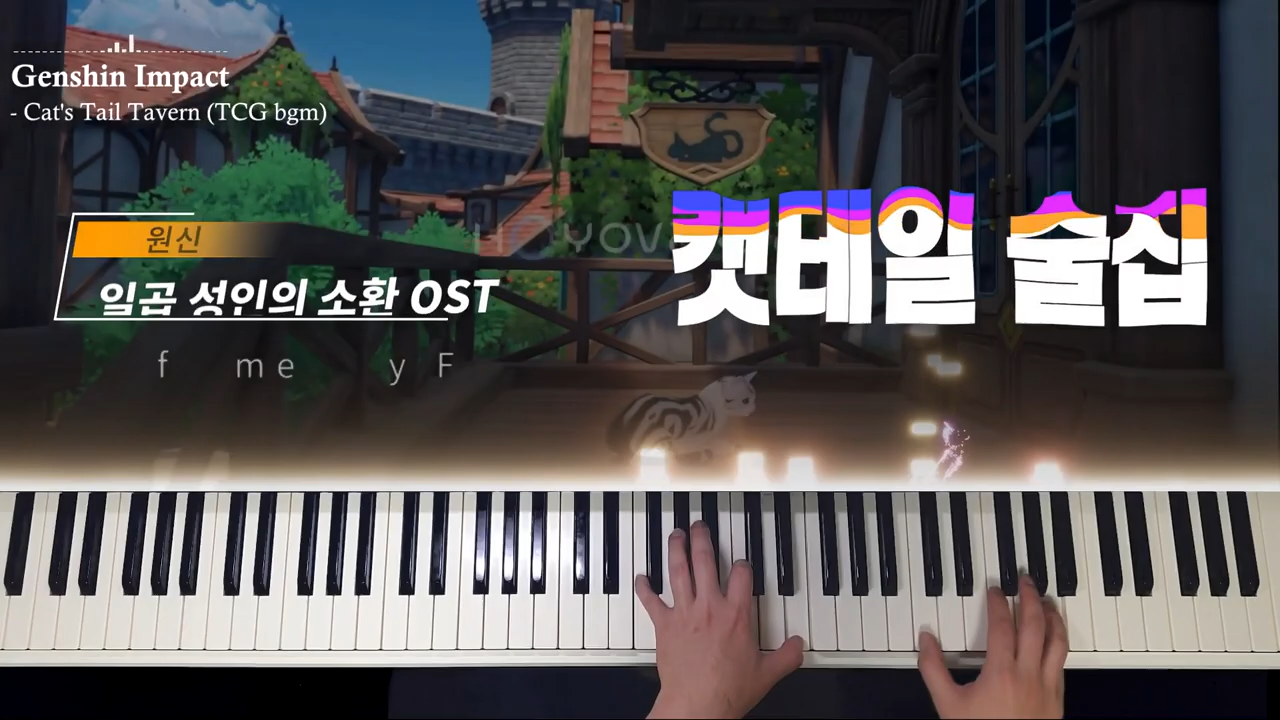 Genshin Impact
- Cat's Tail Tavern (TCG bgm)
원신
일곱 성인의 소환 OST
캣테일 술집
f me y F